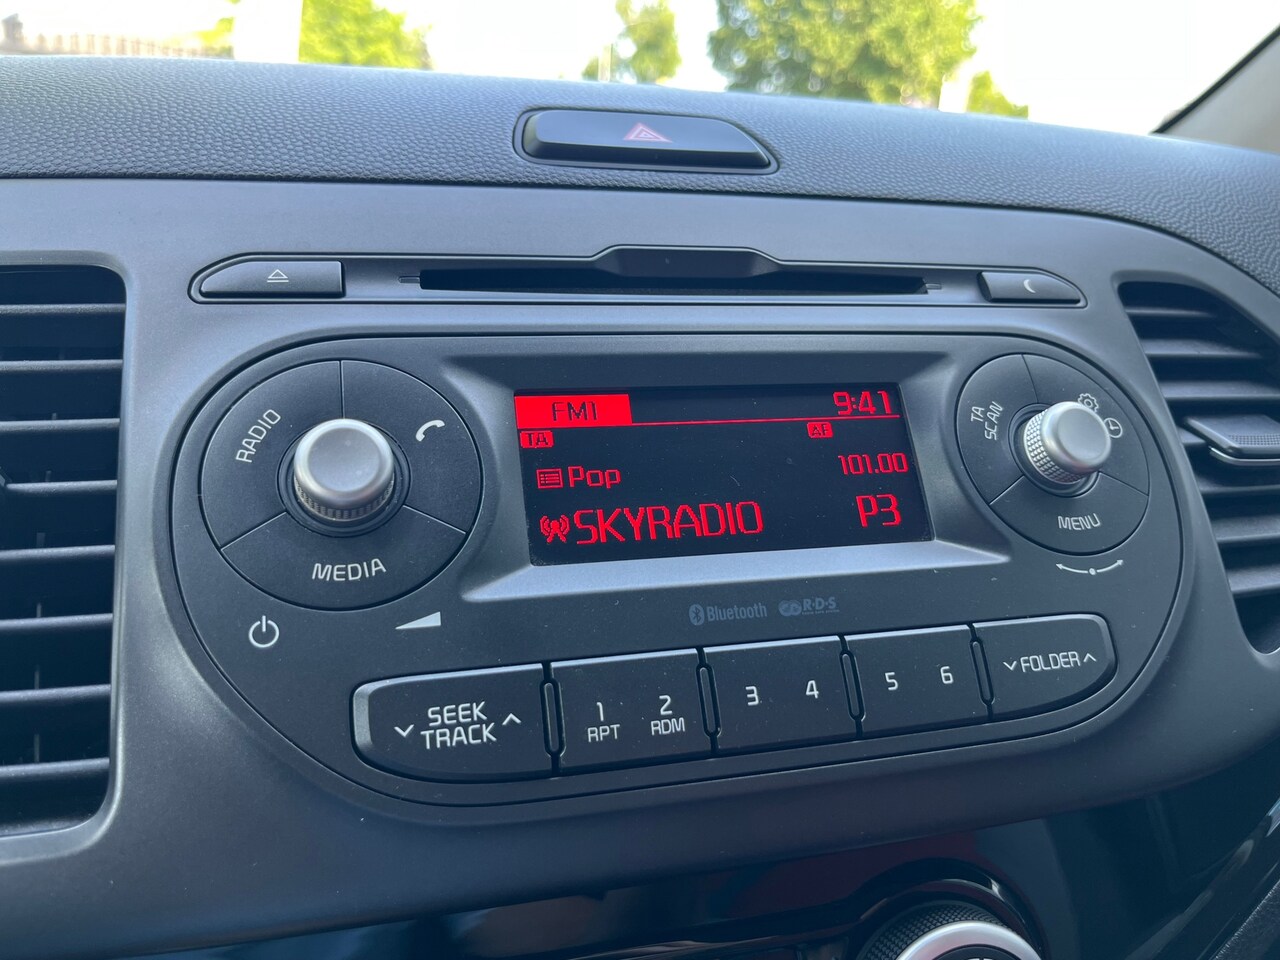 FM1 9:41
TA AF
Pop 101.00
SKYRADIO P3
RADIO
MEDIA
TA SCAN
MENU
Bluetooth R·D·S
SEEK
TRACK
1 2 3 4 5 6
RPT RDM
FOLDER